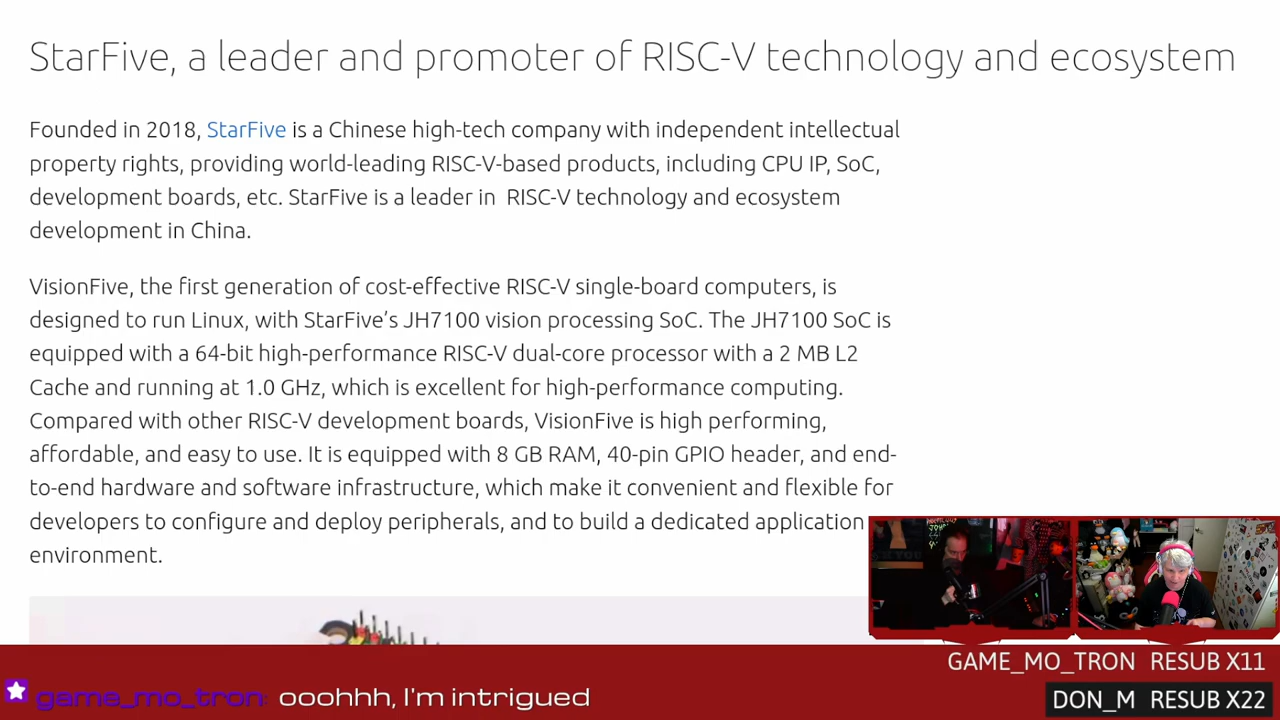 StarFive, a leader and promoter of RISC-V technology and ecosystem
Founded in 2018, StarFive is a Chinese high-tech company with independent intellectual
property rights, providing world-leading RISC-V-based products, including CPU IP, SoC,
development boards, etc. StarFive is a leader in  RISC-V technology and ecosystem
development in China.
VisionFive, the first generation of cost-effective RISC-V single-board computers, is
designed to run Linux, with StarFive’s JH7100 vision processing SoC. The JH7100 SoC is
equipped with a 64-bit high-performance RISC-V dual-core processor with a 2 MB L2
Cache and running at 1.0 GHz, which is excellent for high-performance computing.
Compared with other RISC-V development boards, VisionFive is high performing,
affordable, and easy to use. It is equipped with 8 GB RAM, 40-pin GPIO header, and end-
to-end hardware and software infrastructure, which make it convenient and flexible for
developers to configure and deploy peripherals, and to build a dedicated application
environment.
GAME_MO_TRON RESUB X11
game_mo_tron: ooohhh, I'm intrigued
DON_M RESUB X22